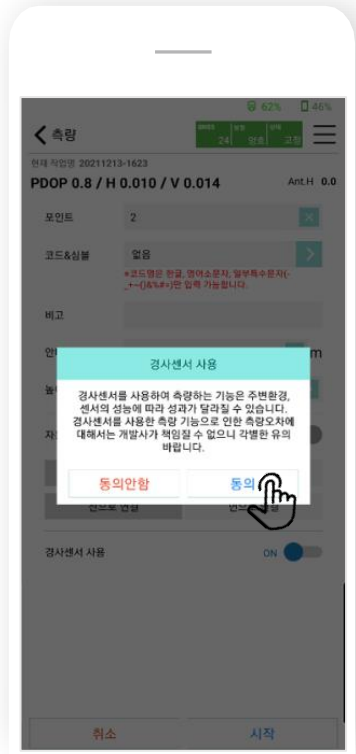 62% 46%
측량
24 양호 고정
현재 작업명 20211213-1623
PDOP 0.8 / H 0.010 / V 0.014 Ant.H 0.0
포인트 2
코드&심볼 없음
*코드명은 한글, 영어소문자, 일부특수문자(-
_+~()&%#=)만 입력 가능합니다.
비고
m
경사센서 사용
경사센서를 사용하여 측량하는 기능은 주변환경,
센서의 성능에 따라 성과가 달라질 수 있습니다.
경사센서를 사용한 측량 기능으로 인한 측량오차에
대해서는 개발사가 책임질 수 없으니 각별한 유의
바랍니다.
동의안함 동의
선으로 연결
경사센서 사용 ON
취소 시작